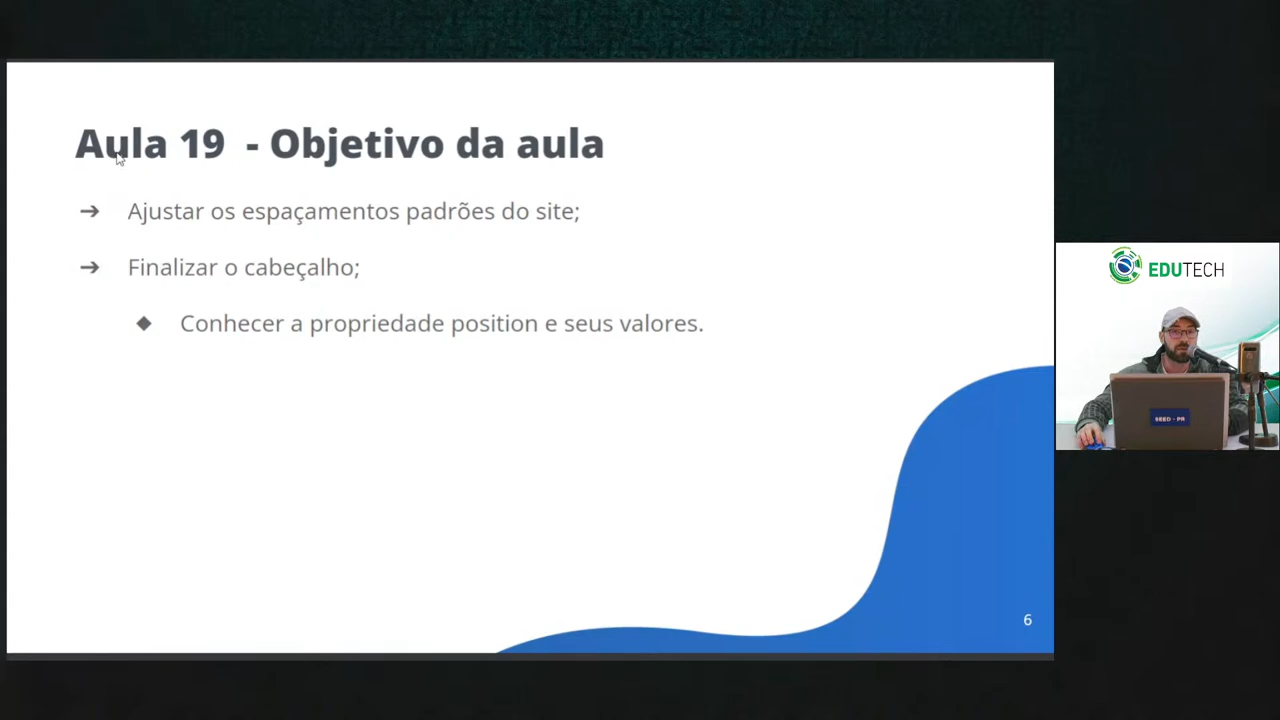 Aula 19 - Objetivo da aula
➔ Ajustar os espaçamentos padrões do site;
➔ Finalizar o cabeçalho;
◆ Conhecer a propriedade position e seus valores.
6
EDUTECH
SEED - PR